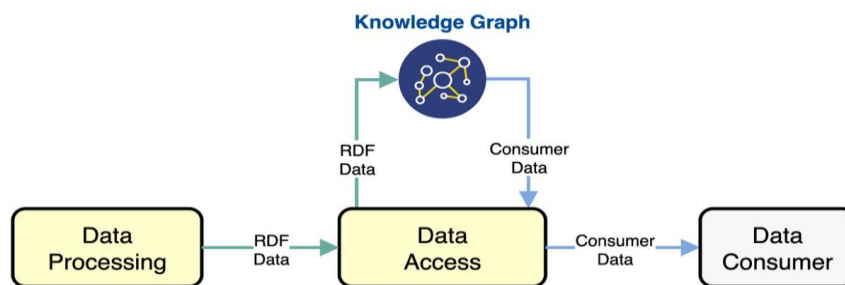 Knowledge Graph
RDF
Data
Consumer
Data
Data
Processing
RDF
Data
Data
Access
Consumer
Data
Data
Consumer